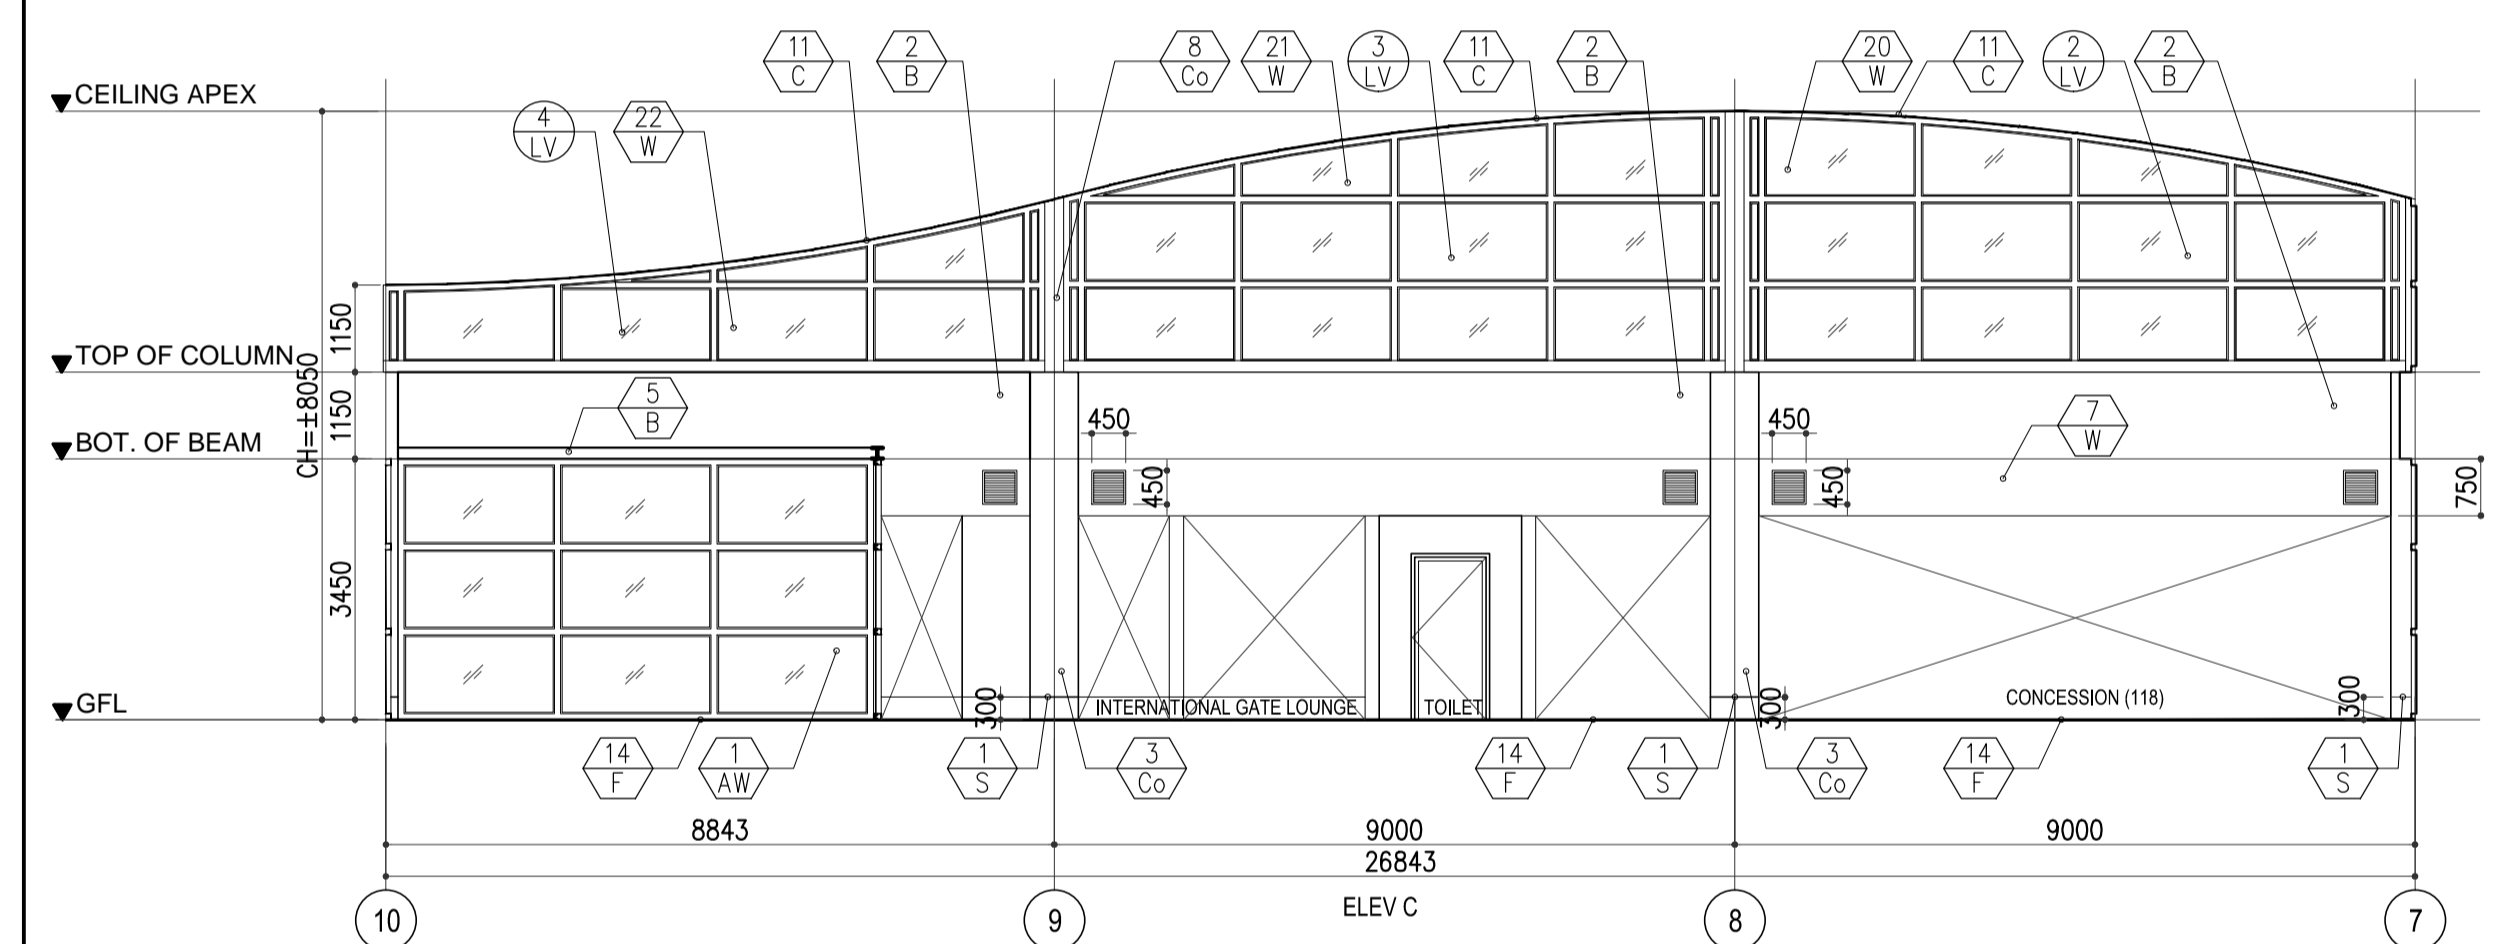 11
C
2
B
8
Co
21
W
3
LV
11
C
2
B
20
W
11
C
2
LV
2
B
CEILING APEX
4
LV
22
W
1150
TOP OF COLUMN
CH=±8050
5
B
1150
450
450
7
W
BOT. OF BEAM
450
450
750
3450
GFL
300
INTERNATIONAL GATE LOUNGE
TOILET
300
CONCESSION (118)
300
14
F
1
AW
1
S
3
Co
14
F
1
S
3
Co
14
F
1
S
8843
9000
9000
26843
10
9
ELEV C
8
7